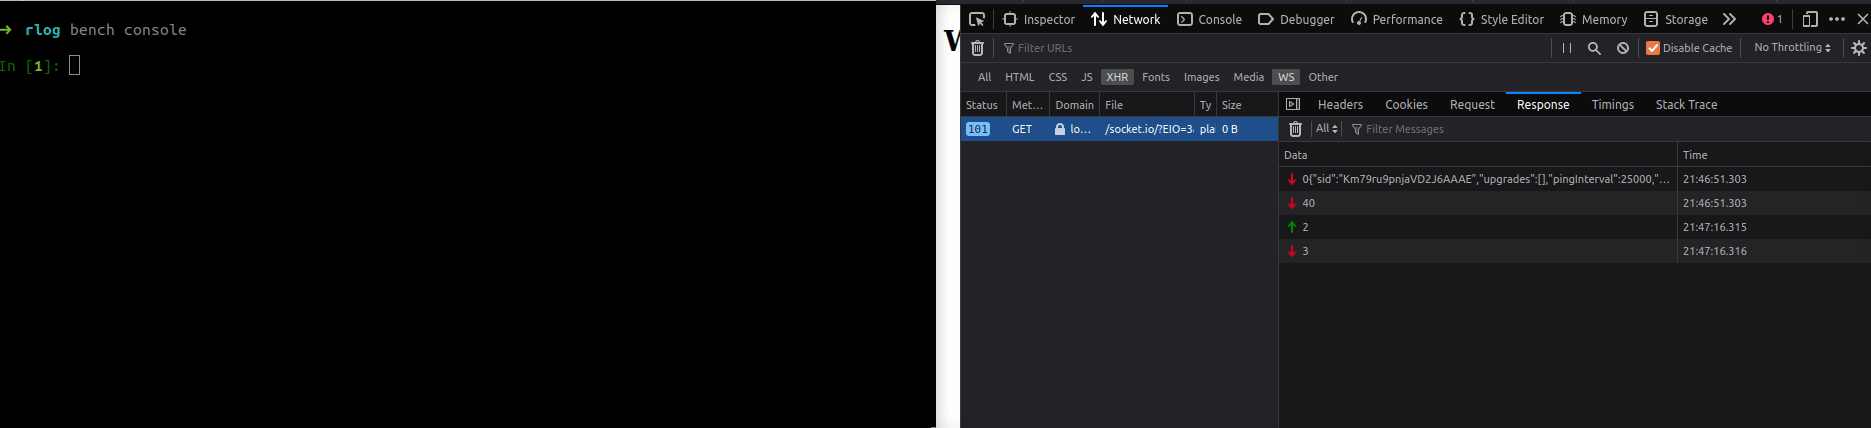 ➜ rlog bench console
In [1]:
W
Inspector Network Console Debugger Performance Style Editor Memory Storage 1
Filter URLs Disable Cache No Throttling
All HTML CSS JS XHR Fonts Images Media WS Other
Status Met... Domain File Ty Size Headers Cookies Request Response Timings Stack Trace
101 GET lo... /socket.io/?EIO=3& pla 0 B All Filter Messages
Data Time
0{"sid":"Km79ru9pnjaVD2J6AAAE","upgrades":[],"pingInterval":25000,"... 21:46:51.303
40 21:46:51.303
2 21:47:16.315
3 21:47:16.316